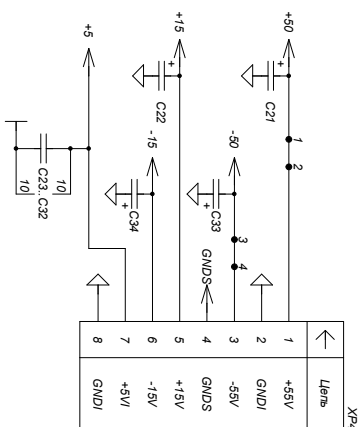 +5
+15
+50
C22
+
C21
+
1
2
-15
-50
C23...C32
10
10
C34
+
C33
+
3
4
GNDS
XP4
Цепь
1 +55V
2 GNDI
3 -55V
4 GNDS
5 +15V
6 -15V
7 +5VI
8 GNDI